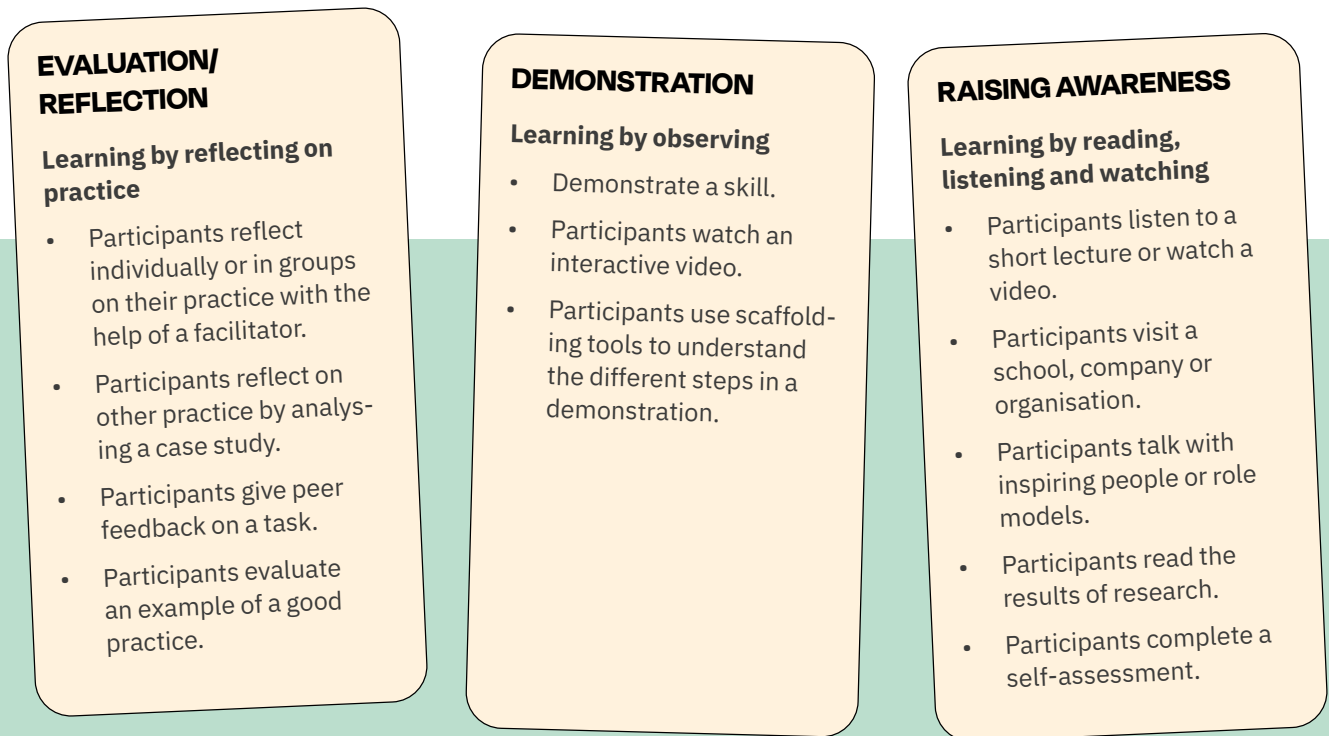 EVALUATION/
REFLECTION
Learning by reflecting on
practice
• Participants reflect
individually or in groups
on their practice with the
help of a facilitator.
• Participants reflect on
other practice by analys-
ing a case study.
• Participants give peer
feedback on a task.
• Participants evaluate
an example of a good
practice.
DEMONSTRATION
Learning by observing
• Demonstrate a skill.
• Participants watch an
interactive video.
• Participants use scaffold-
ing tools to understand
the different steps in a
demonstration.
RAISING AWARENESS
Learning by reading,
listening and watching
• Participants listen to a
short lecture or watch a
video.
• Participants visit a
school, company or
organisation.
• Participants talk with
inspiring people or role
models.
• Participants read the
results of research.
• Participants complete a
self-assessment.